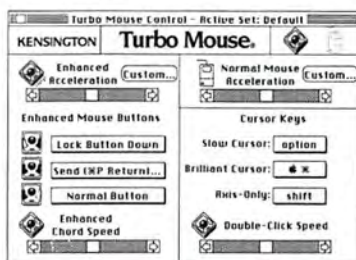 Turbo Mouse Control - Active Set: Default
KENSINGTON Turbo Mouse.
Enhanced Acceleration Custom...
Normal Mouse Acceleration Custom...
Enhanced Mouse Buttons
Lock Button Down
Send [⌘P Return]...
Normal Button
Enhanced Chord Speed
Cursor Keys
Slow Cursor: option
Brilliant Cursor: ⌘
Axis-Only: shift
Double-Click Speed